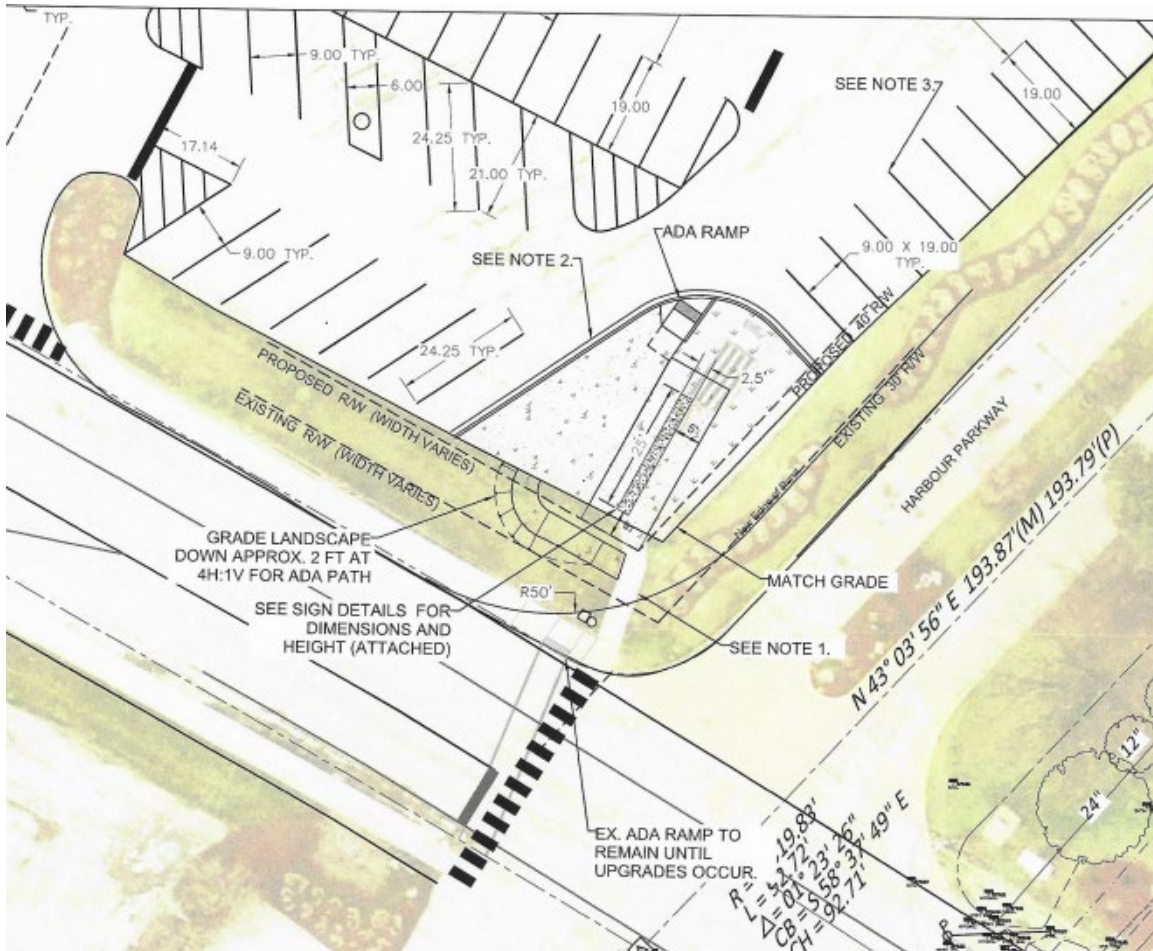 TYP.
9.00 TYP.
6.00
19.00
SEE NOTE 3.
19.00
17.14
24.25 TYP.
21.00
TYP.
ADA RAMP
9.00 X 19.00
TYP.
9.00 TYP.
SEE NOTE 2.
24.25 TYP.
PROPOSED 40' R/W
2.5'
EXISTING 30' R/W
PROPOSED R/W (WIDTH VARIES)
EXISTING R/W (WIDTH VARIES)
25'
HARBOUR PARKWAY
GRADE LANDSCAPE
DOWN APPROX. 2 FT AT
4H:1V FOR ADA PATH
MATCH GRADE
R50'
SEE SIGN DETAILS FOR
DIMENSIONS AND
HEIGHT (ATTACHED)
SEE NOTE 1.
N 43° 03' 56" E 193.87'(M) 193.79'(P)
12"
24"
EX. ADA RAMP TO
REMAIN UNTIL
UPGRADES OCCUR.
R =
L =
Δ = 01° 23' 26"
CB = S.58° 37' 49" E
CH = 92.71'